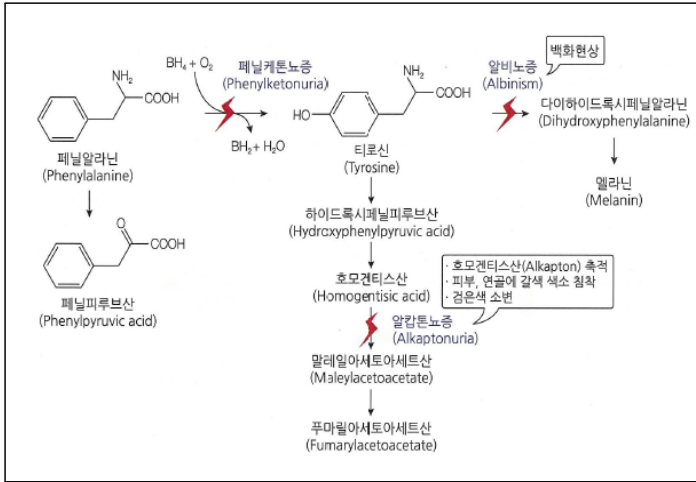 BH₄ + O₂
페닐케톤뇨증
(Phenylketonuria)
알비노증
(Albinism)
백화현상
NH₂
COOH
BH₂ + H₂O
HO
NH₂
COOH
다이하이드록시페닐알라닌
(Dihydroxyphenylalanine)
페닐알라닌
(Phenylalanine)
티로신
(Tyrosine)
멜라닌
(Melanin)
O
COOH
페닐피루브산
(Phenylpyruvic acid)
하이드록시페닐피루브산
(Hydroxyphenylpyruvic acid)
호모겐티스산
(Homogentisic acid)
· 호모겐티스산(Alkapton) 축적
· 피부, 연골에 갈색 색소 침착
· 검은색 소변
알캅톤뇨증
(Alkaptonuria)
말레일아세토아세트산
(Maleylacetoacetate)
푸마릴아세토아세트산
(Fumarylacetoacetate)